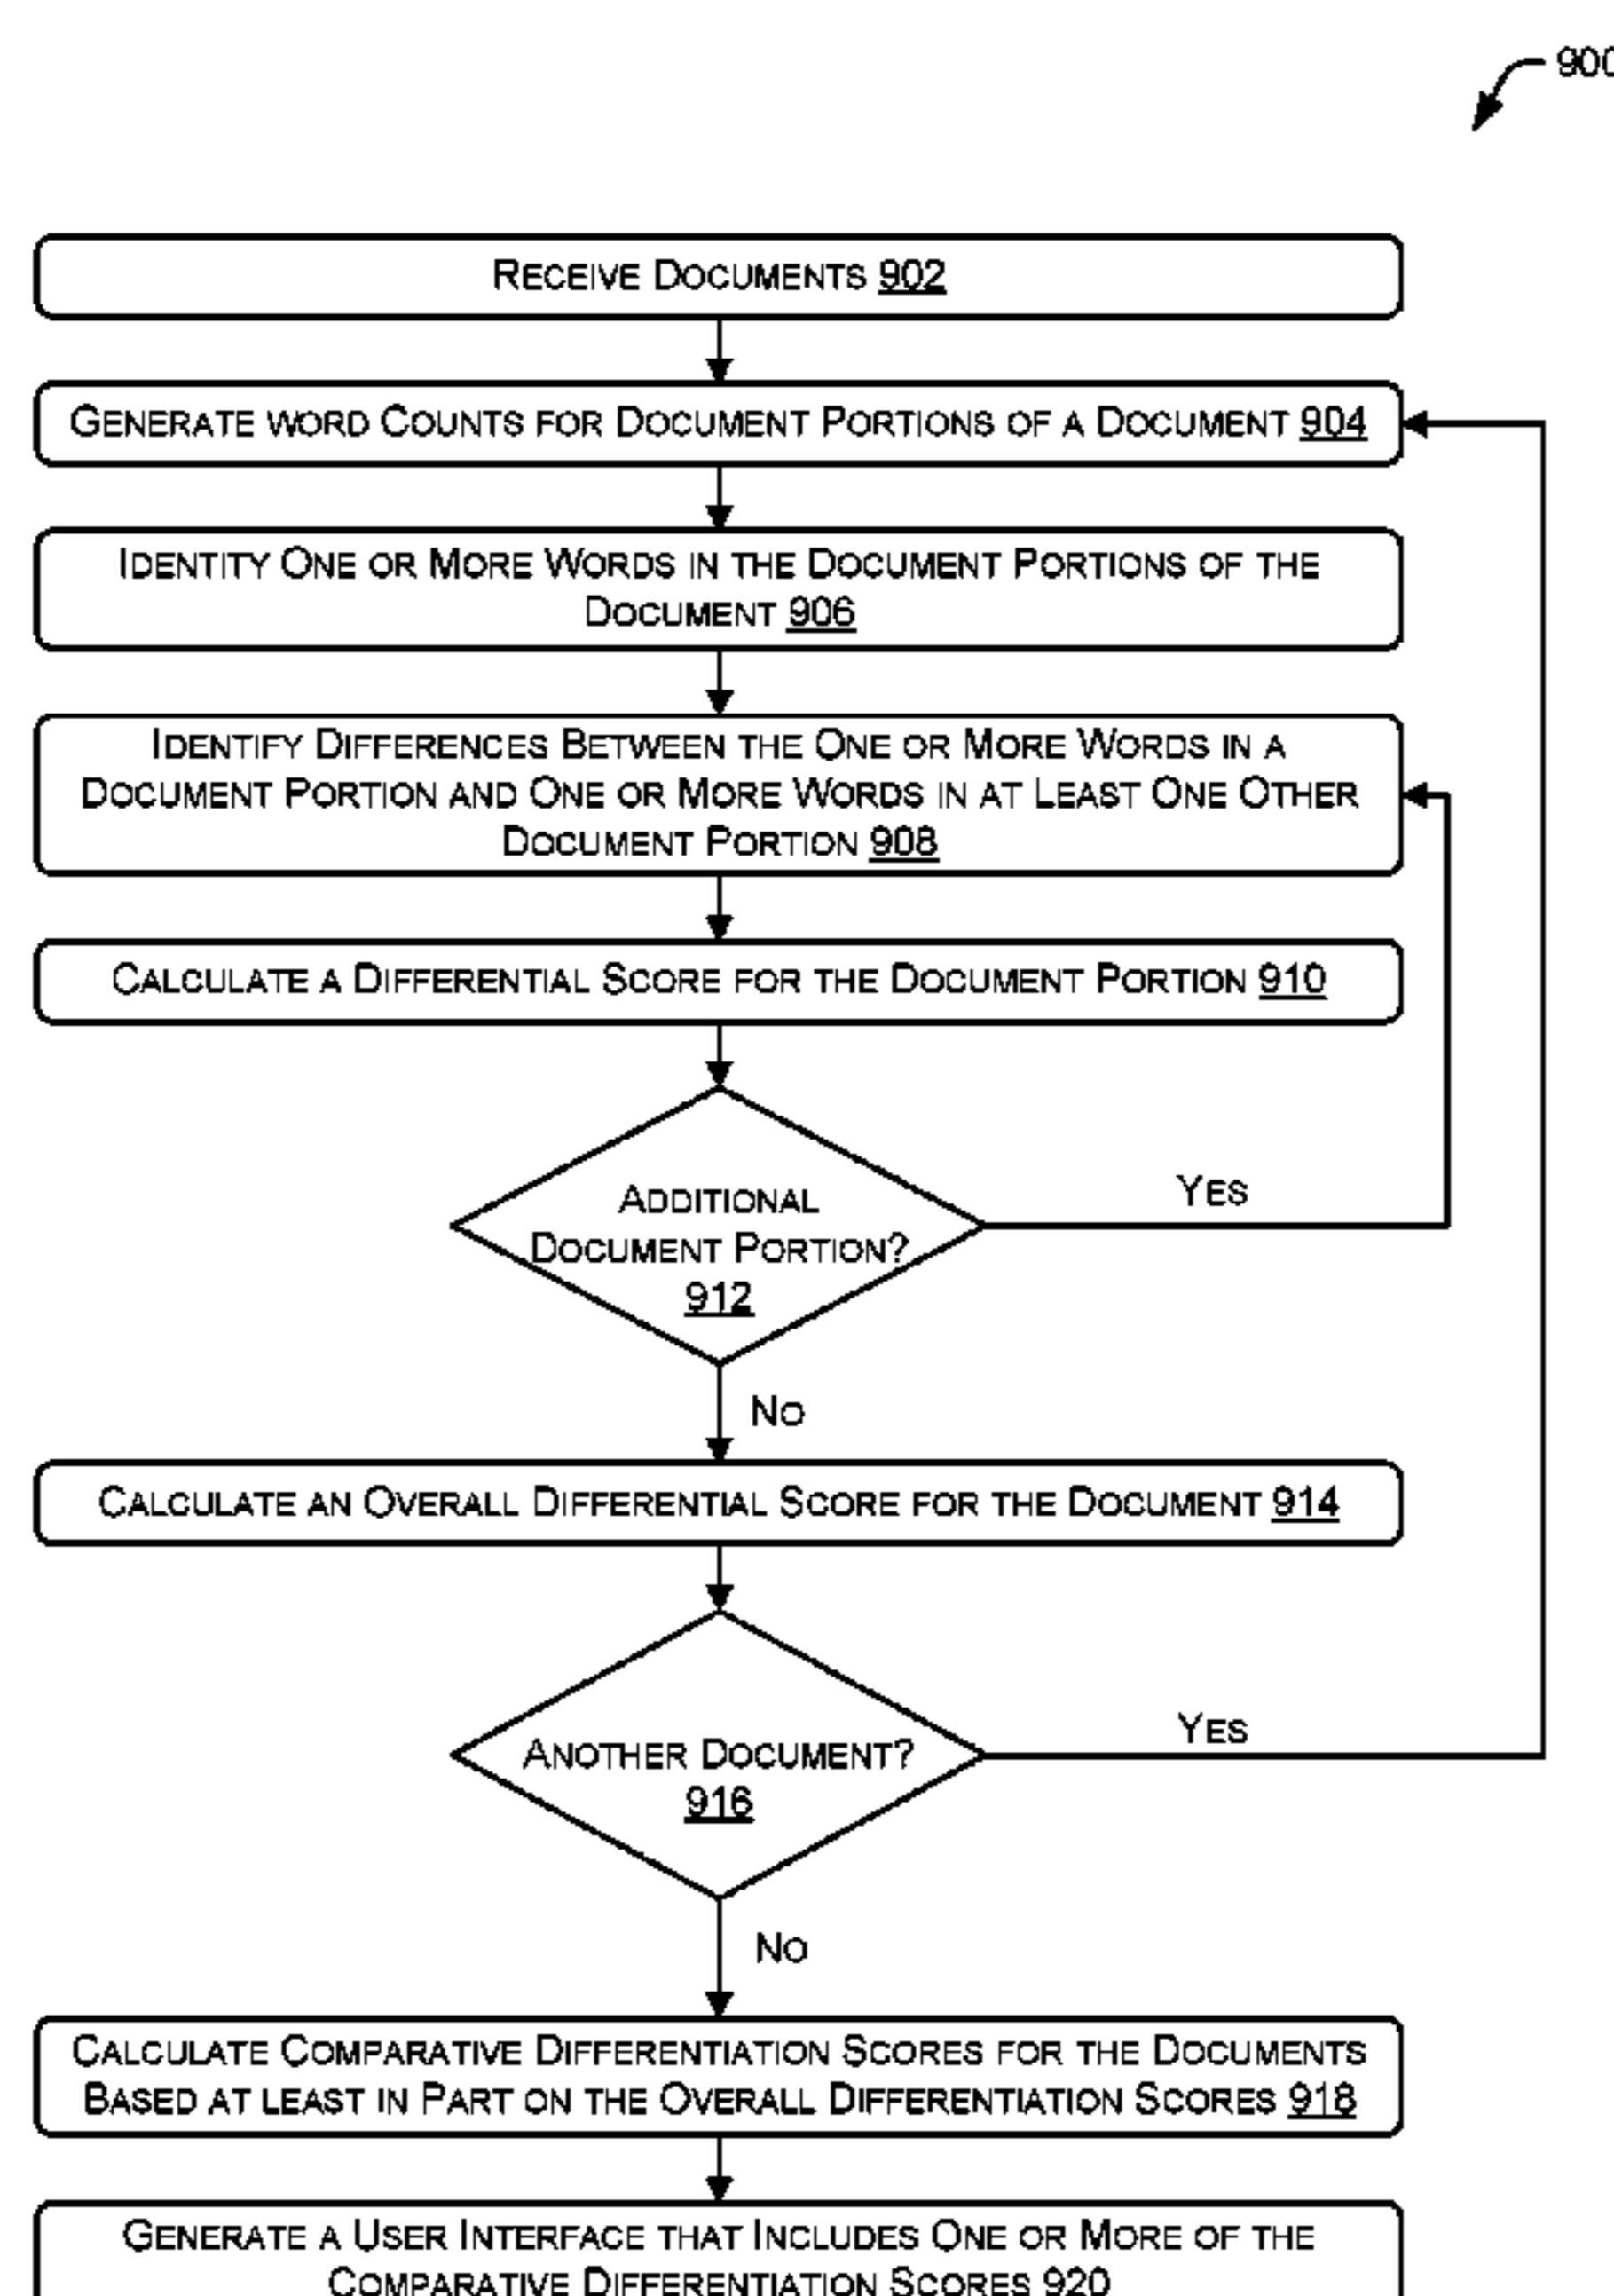 900
RECEIVE DOCUMENTS 902
GENERATE WORD COUNTS FOR DOCUMENT PORTIONS OF A DOCUMENT 904
IDENTITY ONE OR MORE WORDS IN THE DOCUMENT PORTIONS OF THE
DOCUMENT 906
IDENTIFY DIFFERENCES BETWEEN THE ONE OR MORE WORDS IN A
DOCUMENT PORTION AND ONE OR MORE WORDS IN AT LEAST ONE OTHER
DOCUMENT PORTION 908
CALCULATE A DIFFERENTIAL SCORE FOR THE DOCUMENT PORTION 910
YES
ADDITIONAL
DOCUMENT PORTION?
912
NO
CALCULATE AN OVERALL DIFFERENTIAL SCORE FOR THE DOCUMENT 914
YES
ANOTHER DOCUMENT?
916
NO
CALCULATE COMPARATIVE DIFFERENTIATION SCORES FOR THE DOCUMENTS
BASED AT LEAST IN PART ON THE OVERALL DIFFERENTIATION SCORES 918
GENERATE A USER INTERFACE THAT INCLUDES ONE OR MORE OF THE
COMPARATIVE DIFFERENTIATION SCORES 920